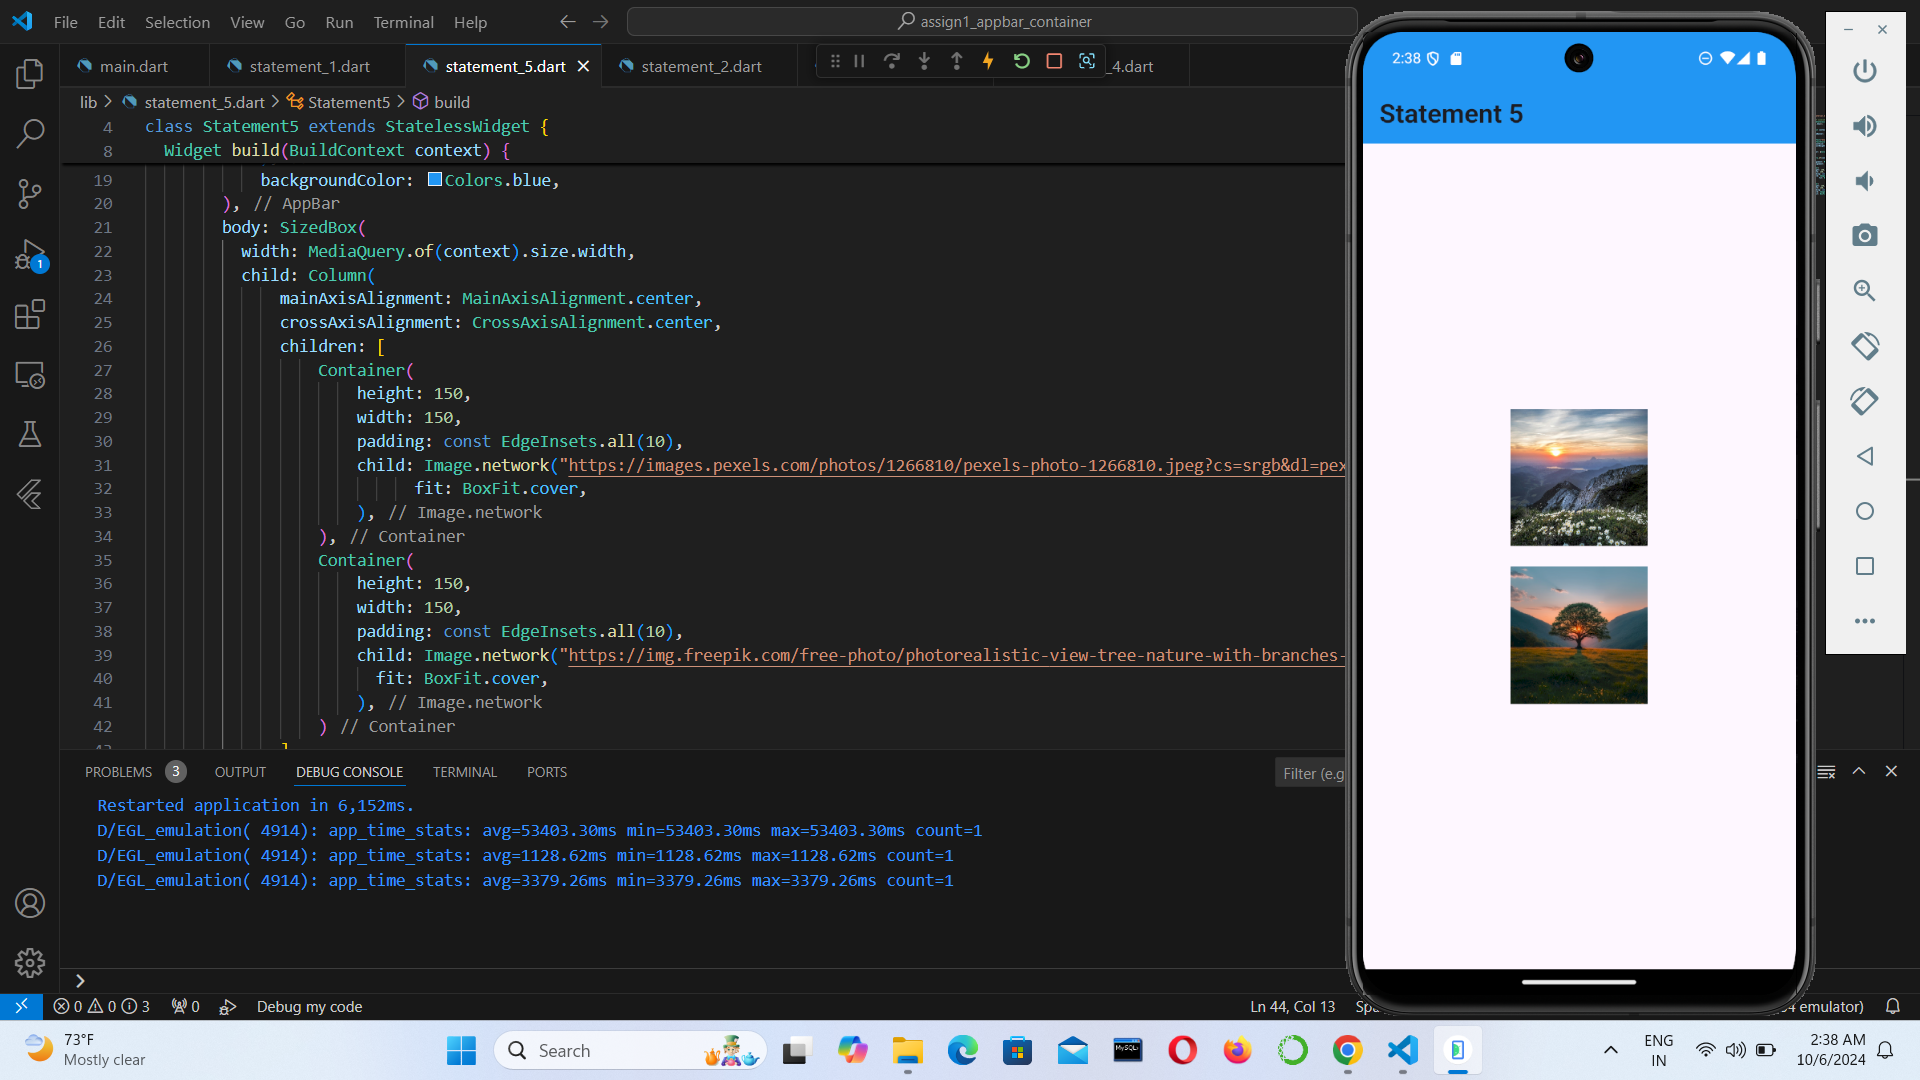 File Edit Selection View Go Run Terminal Help
assign1_appbar_container
main.dart
statement_1.dart
statement_5.dart
statement_2.dart
_4.dart
lib > statement_5.dart > Statement5 > build
4 class Statement5 extends StatelessWidget {
8 Widget build(BuildContext context) {
19 backgroundColor: Colors.blue,
20 ), // AppBar
21 body: SizedBox(
22 width: MediaQuery.of(context).size.width,
23 child: Column(
24 mainAxisAlignment: MainAxisAlignment.center,
25 crossAxisAlignment: CrossAxisAlignment.center,
26 children: [
27 Container(
28 height: 150,
29 width: 150,
30 padding: const EdgeInsets.all(10),
31 child: Image.network("https://images.pexels.com/photos/1266810/pexels-photo-1266810.jpeg?cs=srgb&dl=pex
32 fit: BoxFit.cover,
33 ), // Image.network
34 ), // Container
35 Container(
36 height: 150,
37 width: 150,
38 padding: const EdgeInsets.all(10),
39 child: Image.network("https://img.freepik.com/free-photo/photorealistic-view-tree-nature-with-branches-
40 fit: BoxFit.cover,
41 ), // Image.network
42 ) // Container
PROBLEMS 3 OUTPUT DEBUG CONSOLE TERMINAL PORTS
Filter (e.g
Restarted application in 6,152ms.
D/EGL_emulation( 4914): app_time_stats: avg=53403.30ms min=53403.30ms max=53403.30ms count=1
D/EGL_emulation( 4914): app_time_stats: avg=1128.62ms min=1128.62ms max=1128.62ms count=1
D/EGL_emulation( 4914): app_time_stats: avg=3379.26ms min=3379.26ms max=3379.26ms count=1
>
0 0 3 0 Debug my code
Ln 44, Col 13
emulator)
2:38
Statement 5
1
73°F
Mostly clear
Search
MySQL
ENG
IN
2:38 AM
10/6/2024